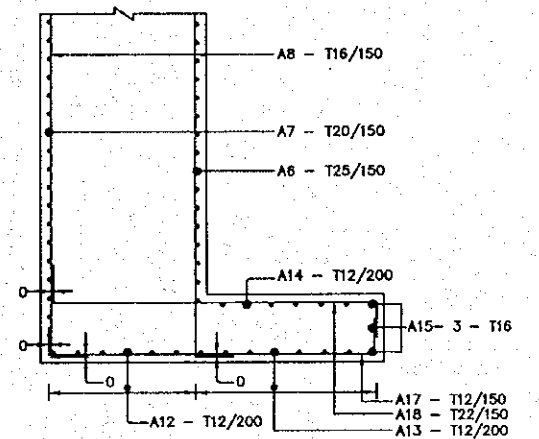 A8 - T16/150
A7 - T20/150
A6 - T25/150
A14 - T12/200
0
A15- 3 - T16
0
0
0
A17 - T12/150
A18 - T22/150
A12 - T12/200
A13 - T12/200